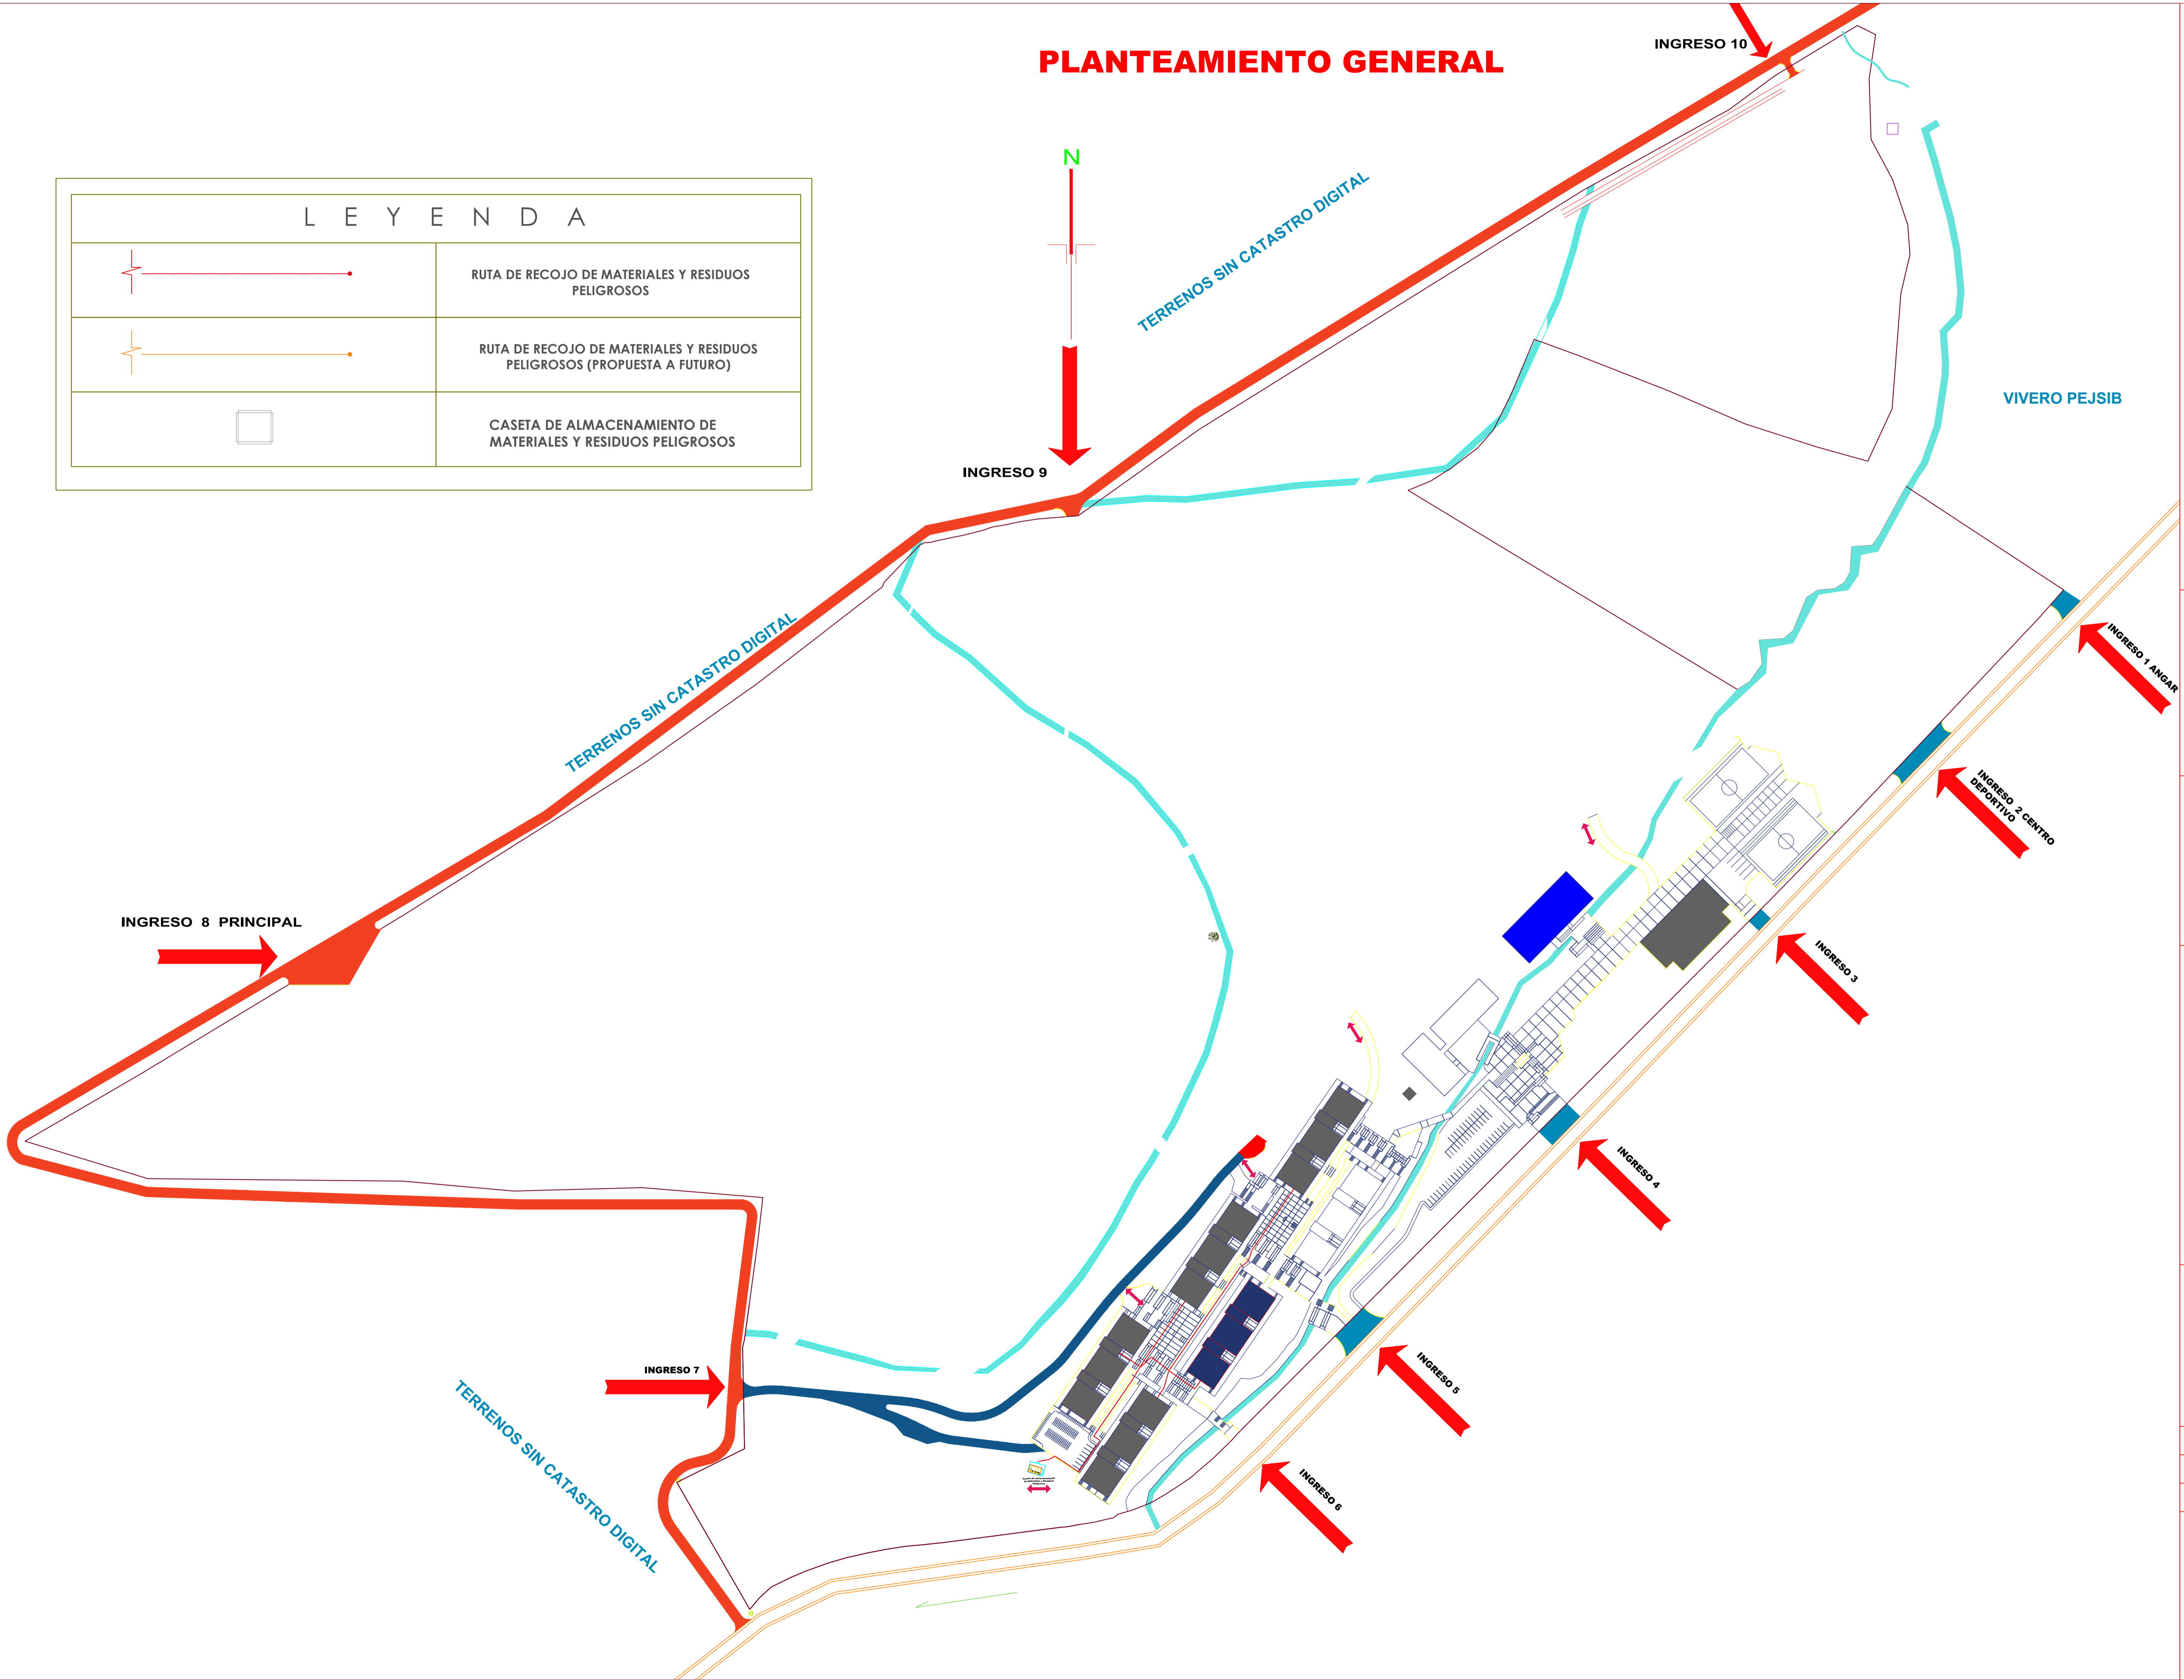 PLANTEAMIENTO GENERAL
INGRESO 10
N
L E Y E N D A
RUTA DE RECOJO DE MATERIALES Y RESIDUOS
PELIGROSOS
RUTA DE RECOJO DE MATERIALES Y RESIDUOS
PELIGROSOS (PROPUESTA A FUTURO)
CASETA DE ALMACENAMIENTO DE
MATERIALES Y RESIDUOS PELIGROSOS
TERRENOS SIN CATASTRO DIGITAL
VIVERO PEJSIB
INGRESO 9
INGRESO 1 ANGAR
TERRENOS SIN CATASTRO DIGITAL
INGRESO 2 CENTRO
DEPORTIVO
INGRESO 8 PRINCIPAL
INGRESO 3
INGRESO 4
INGRESO 7
INGRESO 5
TERRENOS SIN CATASTRO DIGITAL
INGRESO 6